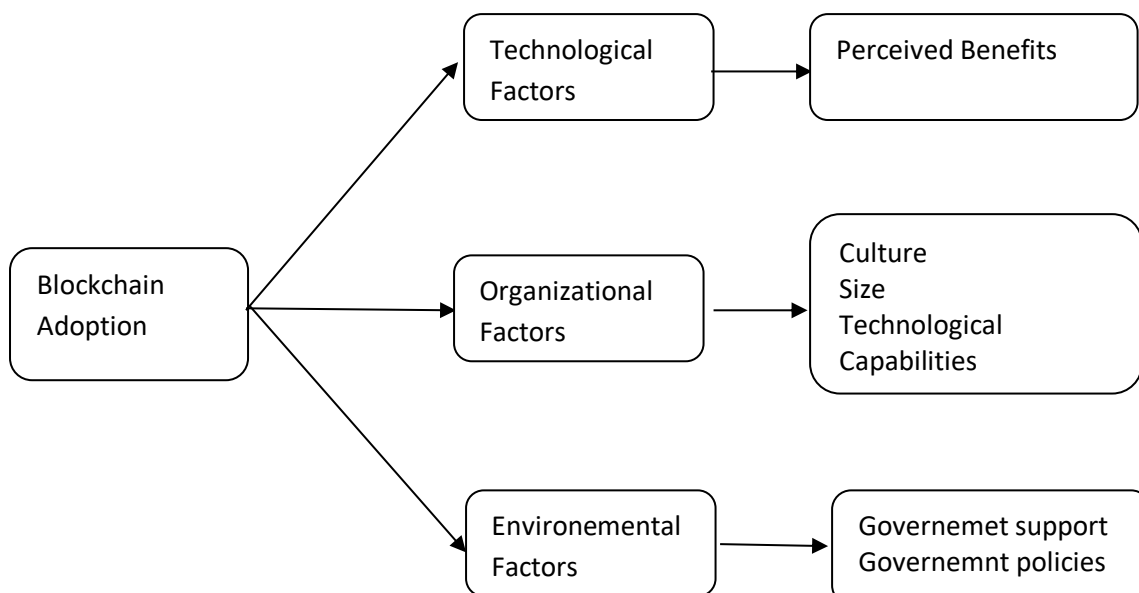 Technological
Factors
Perceived Benefits
Blockchain
Adoption
Organizational
Factors
Culture
Size
Technological
Capabilities
Environemental
Factors
Governemet support
Governemnt policies